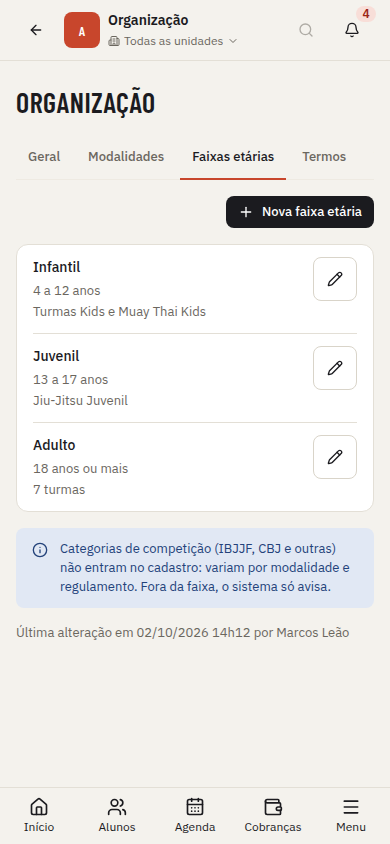 A
Organização
Todas as unidades
4
ORGANIZAÇÃO
Geral
Modalidades
Faixas etárias
Termos
Nova faixa etária
Infantil
4 a 12 anos
Turmas Kids e Muay Thai Kids
Juvenil
13 a 17 anos
Jiu-Jitsu Juvenil
Adulto
18 anos ou mais
7 turmas
Categorias de competição (IBJJF, CBJ e outras)
não entram no cadastro: variam por modalidade e
regulamento. Fora da faixa, o sistema só avisa.
Última alteração em 02/10/2026 14h12 por Marcos Leão
Início
Alunos
Agenda
Cobranças
Menu